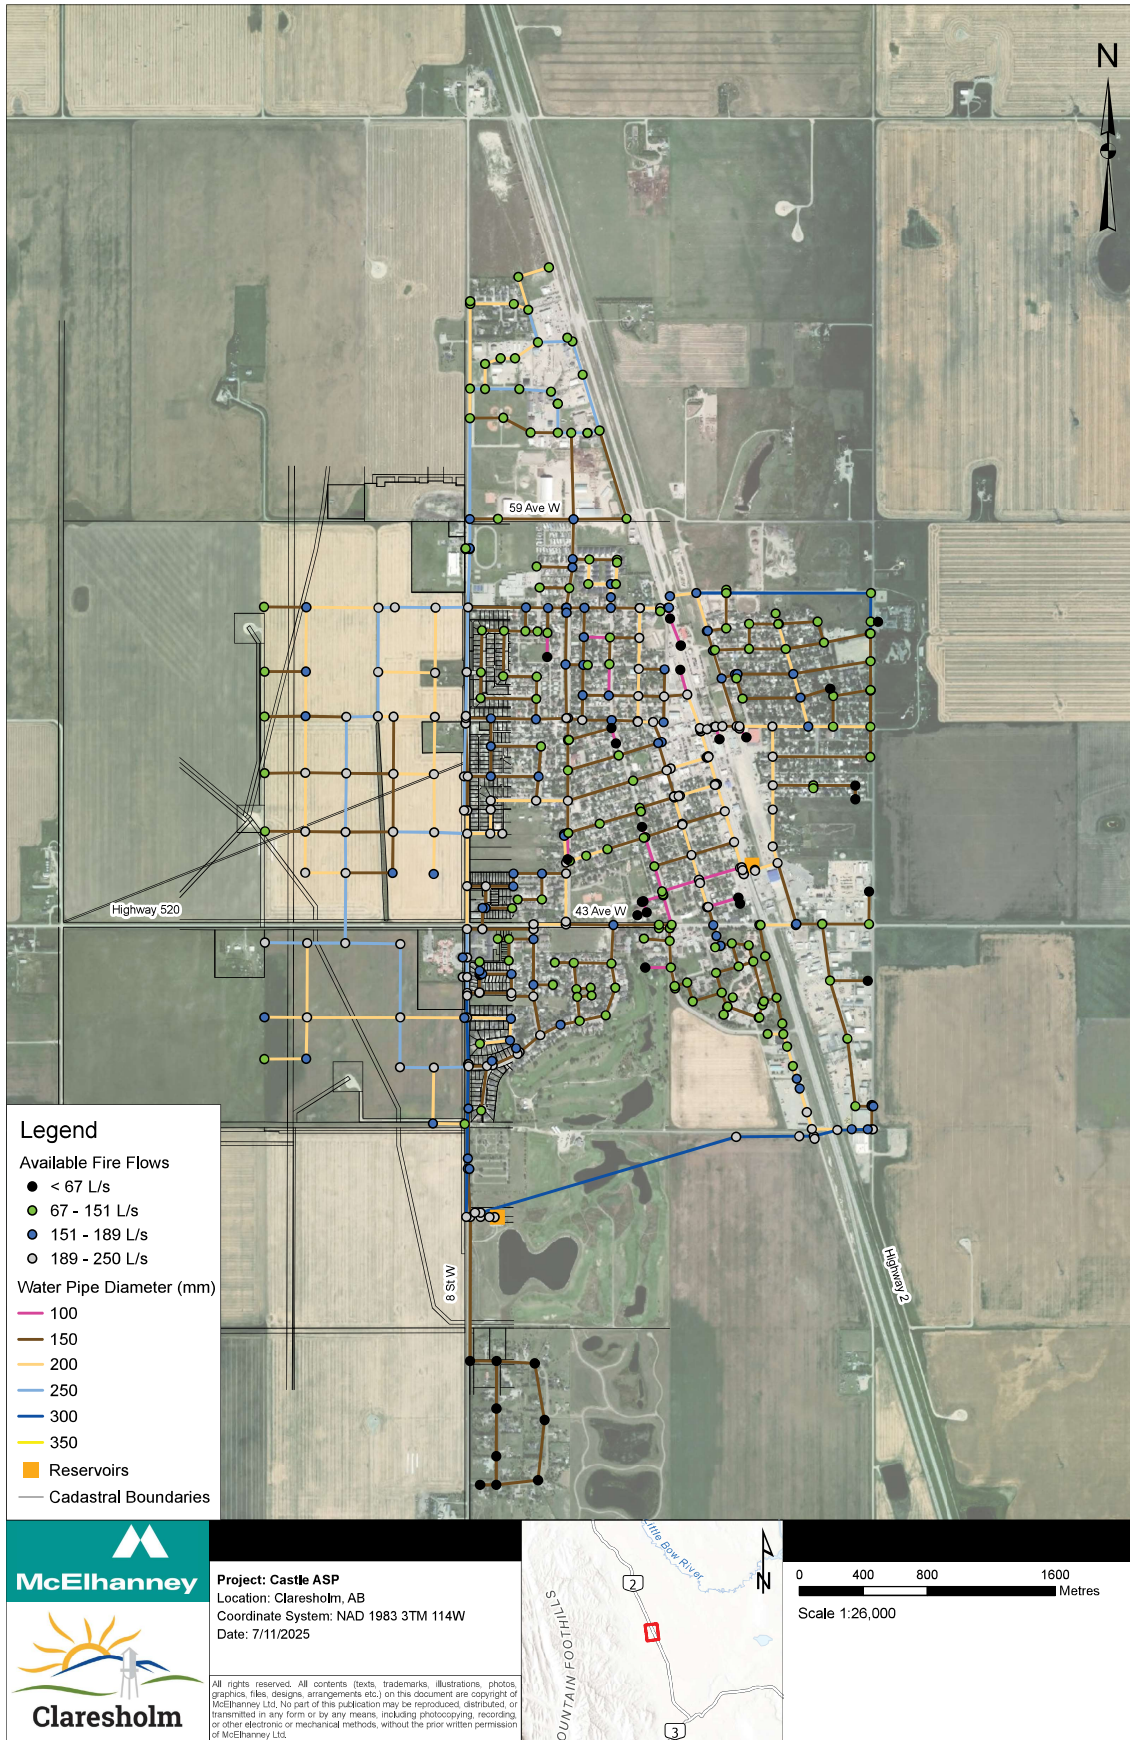 N
59 Ave W
Highway 520
43 Ave W
8 St W
Highway 2
Legend
Available Fire Flows
< 67 L/s
67 - 151 L/s
151 - 189 L/s
189 - 250 L/s
Water Pipe Diameter (mm)
100
150
200
250
300
350
Reservoirs
Cadastral Boundaries
McElhanney
Claresholm
Project: Castle ASP
Location: Claresholm, AB
Coordinate System: NAD 1983 3TM 114W
Date: 7/11/2025
All rights reserved. All contents (texts, trademarks, illustrations, photos,
graphics, files, designs, arrangements etc.) on this document are copyright of
McElhanney Ltd. No part of this publication may be reproduced, distributed, or
transmitted in any form or by any means, including photocopying, recording,
or other electronic or mechanical methods, without the prior written permission
of McElhanney Ltd.
Little Bow River
2
OUNTAIN FOOTHILLS
3
N
0 400 800 1600
Metres
Scale 1:26,000